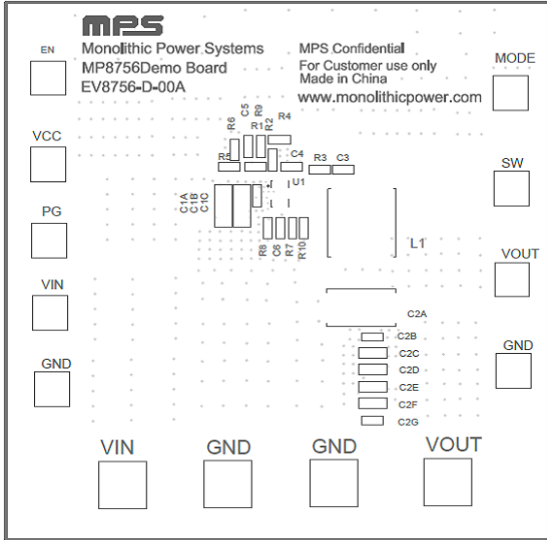 mps
Monolithic Power Systems
MP8756Demo Board
EV8756-D-00A
MPS Confidential
For Customer use only
Made in China
www.monolithicpower.com
EN
VCC
PG
VIN
GND
MODE
SW
VOUT
GND
C5
R9
R6
R1
R2
R4
R5
C4
R3
C3
U1
C1A
C1B
C1C
R8
C6
R7
R10
L1
C2A
C2B
C2C
C2D
C2E
C2F
C2G
VIN
GND
GND
VOUT